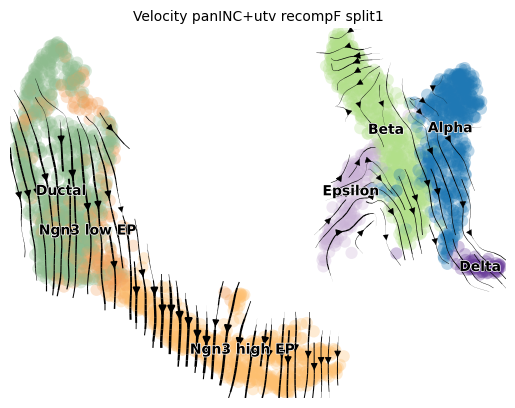 Velocity panINC+utv recompF split1
Beta
Alpha
Ductal
Epsilon
Ngn3 low EP
Delta
Ngn3 high EP